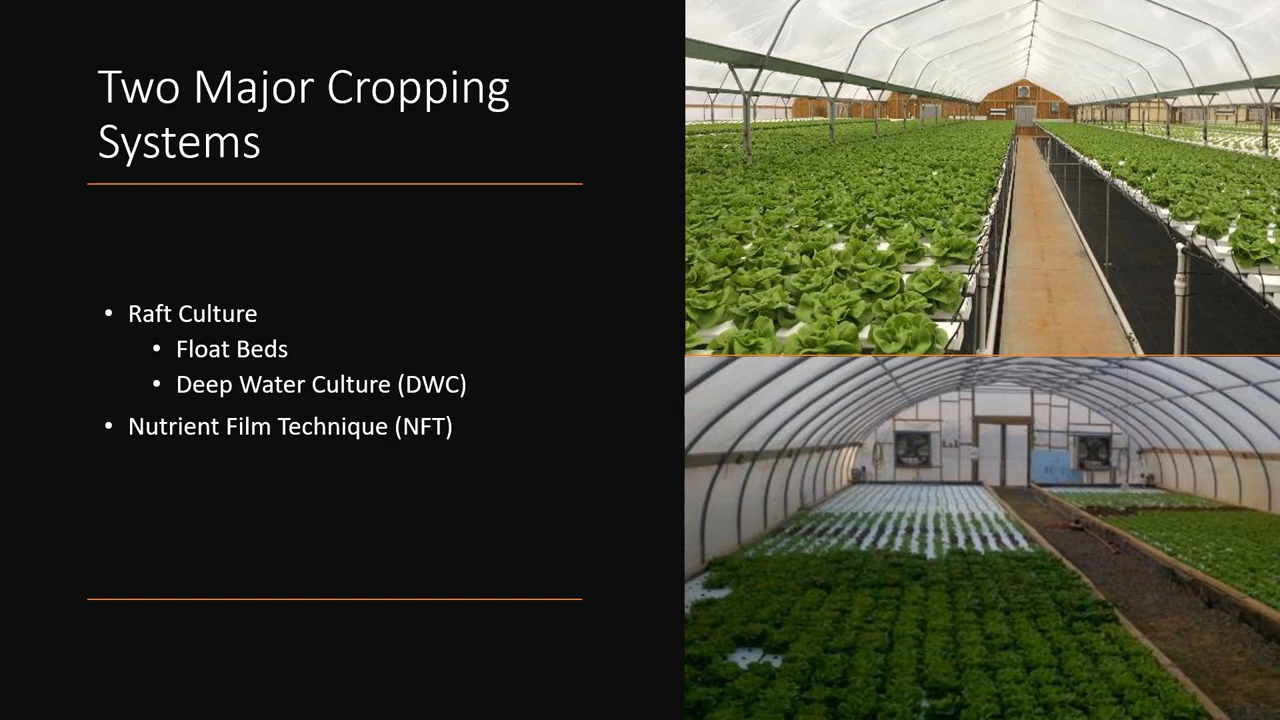 Two Major Cropping
Systems
• Raft Culture
• Float Beds
• Deep Water Culture (DWC)
• Nutrient Film Technique (NFT)